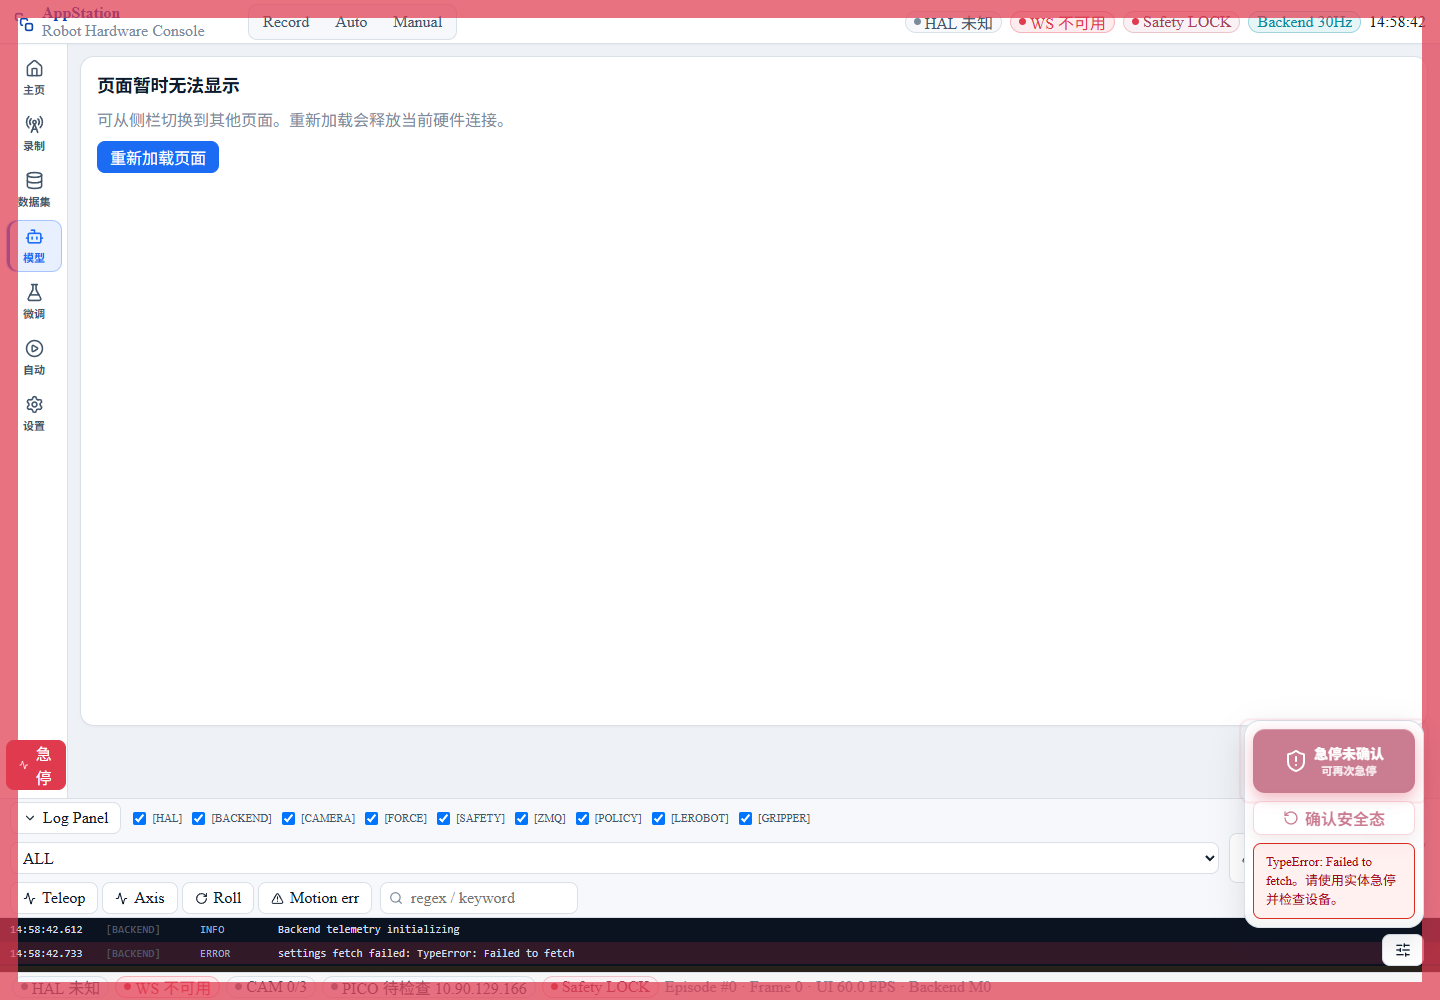 AppStation
Robot Hardware Console
Record Auto Manual
HAL 未知 WS 不可用 Safety LOCK Backend 30Hz 14:58:42
主页
录制
数据集
模型
微调
自动
设置
急停
页面暂时无法显示
可从侧栏切换到其他页面。重新加载会释放当前硬件连接。
重新加载页面
急停未确认
可再次急停
确认安全态
TypeError: Failed to
fetch。请使用实体急停
并检查设备。
Log Panel [HAL] [BACKEND] [CAMERA] [FORCE] [SAFETY] [ZMQ] [POLICY] [LEROBOT] [GRIPPER]
ALL
Teleop Axis Roll Motion err regex / keyword
14:58:42.612 [BACKEND] INFO Backend telemetry initializing
14:58:42.733 [BACKEND] ERROR settings fetch failed: TypeError: Failed to fetch
HAL 未知 WS 不可用 CAM 0/3 PICO 待检查 10.90.129.166 Safety LOCK Episode #0 · Frame 0 · UI 60.0 FPS · Backend M0